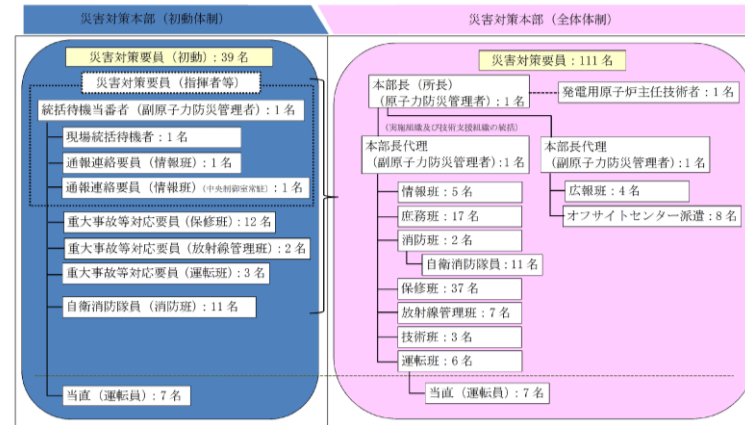 災害対策本部（初動体制）
災害対策本部（全体体制）
災害対策要員（初動）：39 名
災害対策要員（指揮者等）
統括待機当番者（副原子力防災管理者）：1 名
現場統括待機者：1 名
通報連絡要員（情報班）：1 名
通報連絡要員（情報班）（中央制御室常駐）：1 名
重大事故等対応要員（保修班）：12 名
重大事故等対応要員（放射線管理班）：2 名
重大事故等対応要員（運転班）：3 名
自衛消防隊員（消防班）：11 名
当直（運転員）：7 名
災害対策要員：111 名
本部長（所長）
（原子力防災管理者）：1 名
発電用原子炉主任技術者：1 名
（実施組織及び技術支援組織の統括）
本部長代理
（副原子力防災管理者）：1 名
本部長代理
（副原子力防災管理者）：1 名
情報班：5 名
庶務班：17 名
消防班：2 名
自衛消防隊員：11 名
保修班：37 名
放射線管理班：7 名
技術班：3 名
運転班：6 名
当直（運転員）：7 名
広報班：4 名
オフサイトセンター派遣：8 名